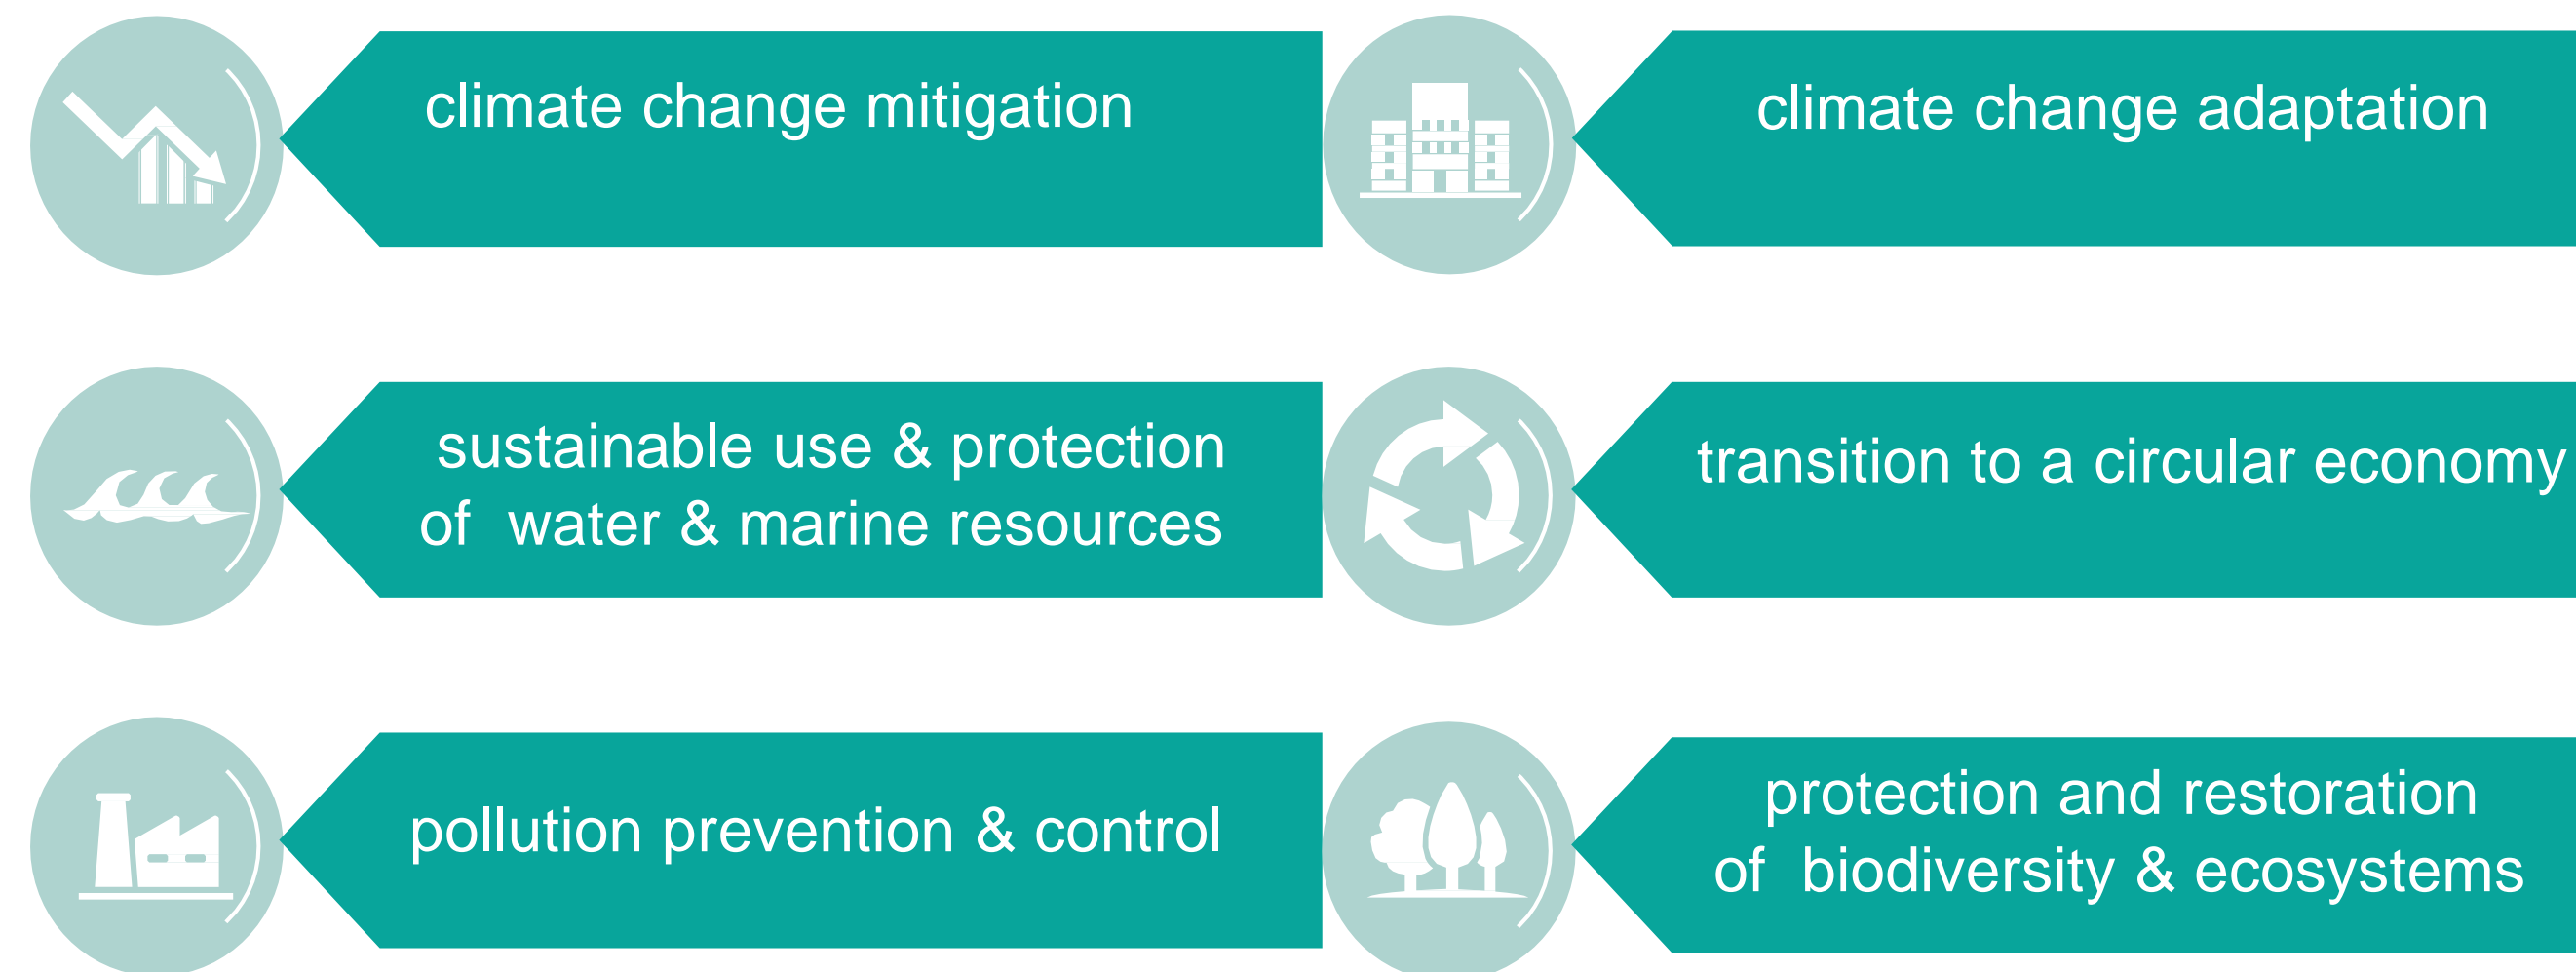 climate change mitigation
climate change adaptation
sustainable use & protection
of water & marine resources
transition to a circular economy
pollution prevention & control
protection and restoration
of biodiversity & ecosystems